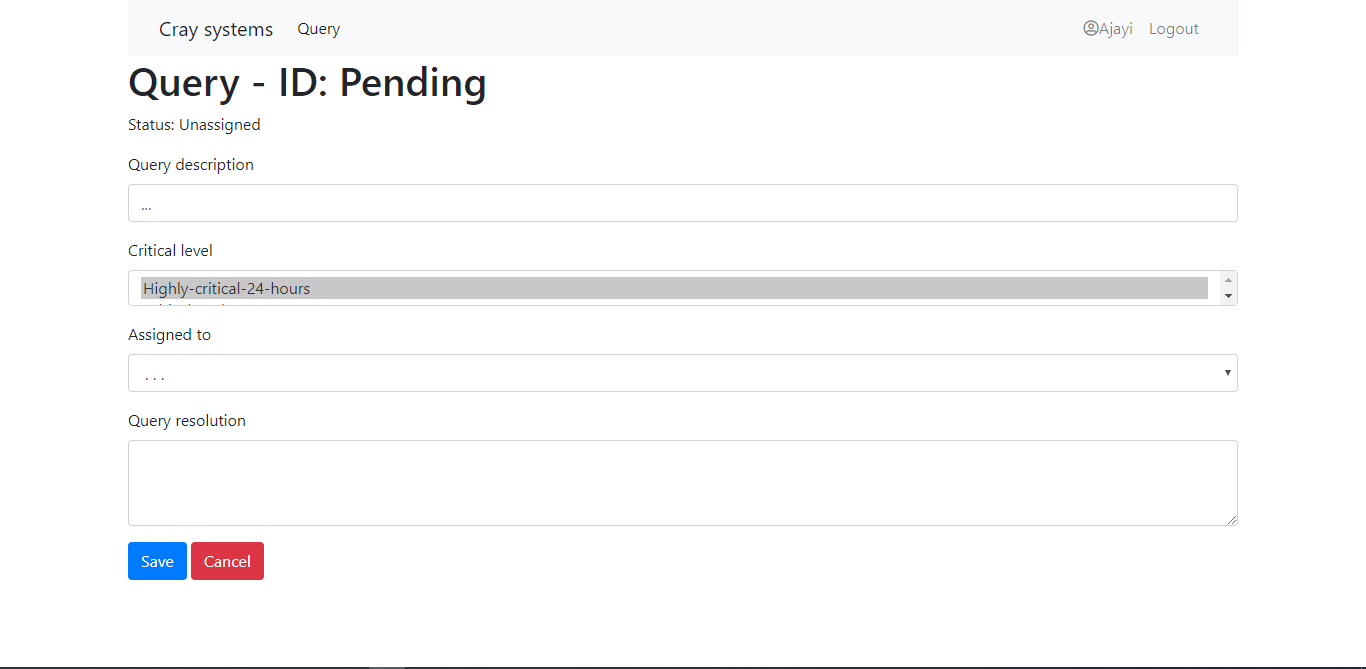 Cray systems Query Ajayi Logout
Query - ID: Pending
Status: Unassigned
Query description
...
Critical level
Highly-critical-24-hours
Assigned to
. . .
Query resolution
Save Cancel